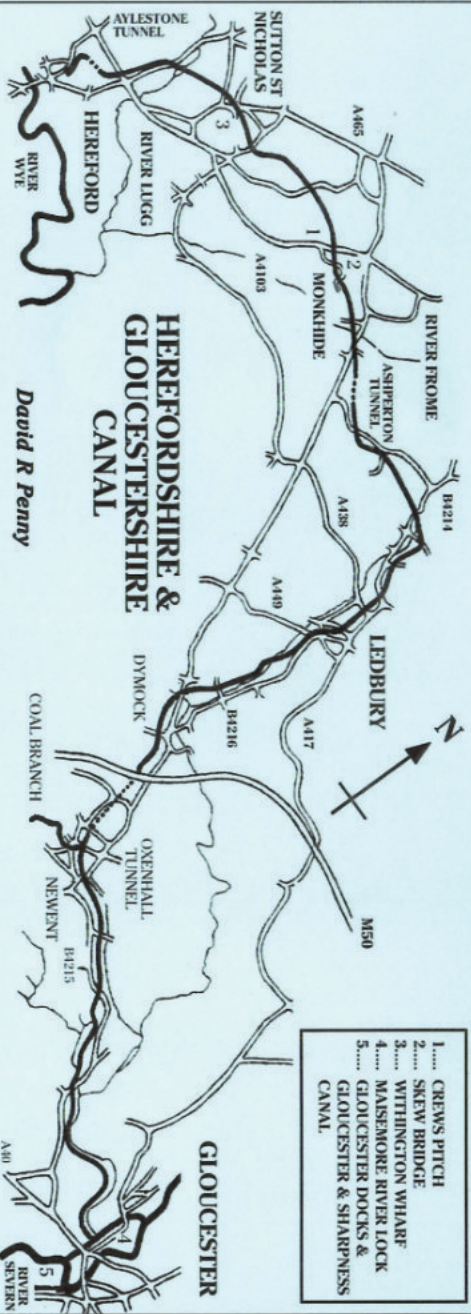 AYLESTONE
TUNNEL
SUTTON ST
NICHOLAS
A465
3
HEREFORD
RIVER LUGG
RIVER
WYE
1
2
A4103
MONKHIDE
RIVER FROME
ASHPERTON
TUNNEL
B4214
HEREFORDSHIRE &
GLOUCESTERSHIRE
CANAL
David R Penny
A438
A449
LEDBURY
N
DYMOCK
B4216
A417
COAL BRANCH
OXENHALL
TUNNEL
M50
NEWENT
B4215
GLOUCESTER
A40
4
5
RIVER
SEVERN
1..... CREWS PITCH
2..... SKEW BRIDGE
3..... WITHINGTON WHARF
4..... MAISEMORE RIVER LOCK
5..... GLOUCESTER DOCKS &
GLOUCESTER & SHARPNESS
CANAL